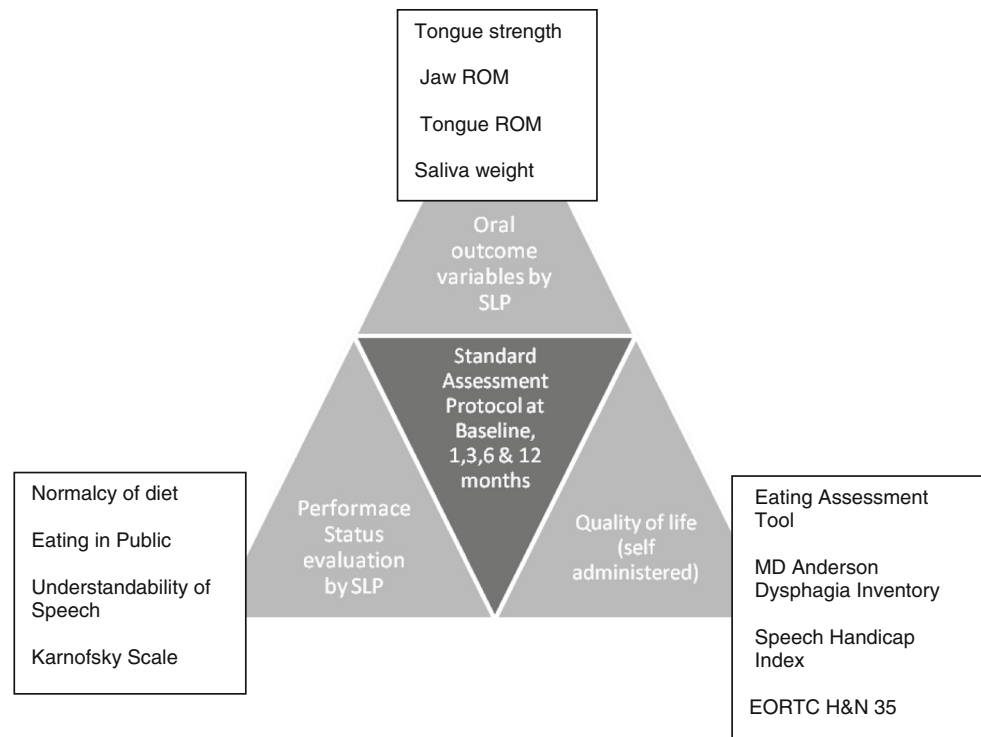 Tongue strength
Jaw ROM
Tongue ROM
Saliva weight
Oral
outcome
variables by
SLP
Standard
Assessment
Protocol at
Baseline,
1,3,6 & 12
months
Normalcy of diet
Eating in Public
Understandability of
Speech
Karnofsky Scale
Performace
Status
evaluation
by SLP
Quality of life
(self
administered)
Eating Assessment
Tool
MD Anderson
Dysphagia Inventory
Speech Handicap
Index
EORTC H&N 35